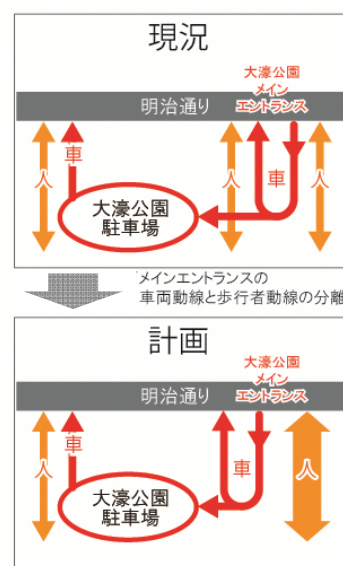 現況
大濠公園
メイン
エントランス
明治通り
人
車
人
車
人
大濠公園
駐車場
メインエントランスの
車両動線と歩行者動線の分離
計画
大濠公園
メイン
エントランス
明治通り
人
車
車
人
大濠公園
駐車場